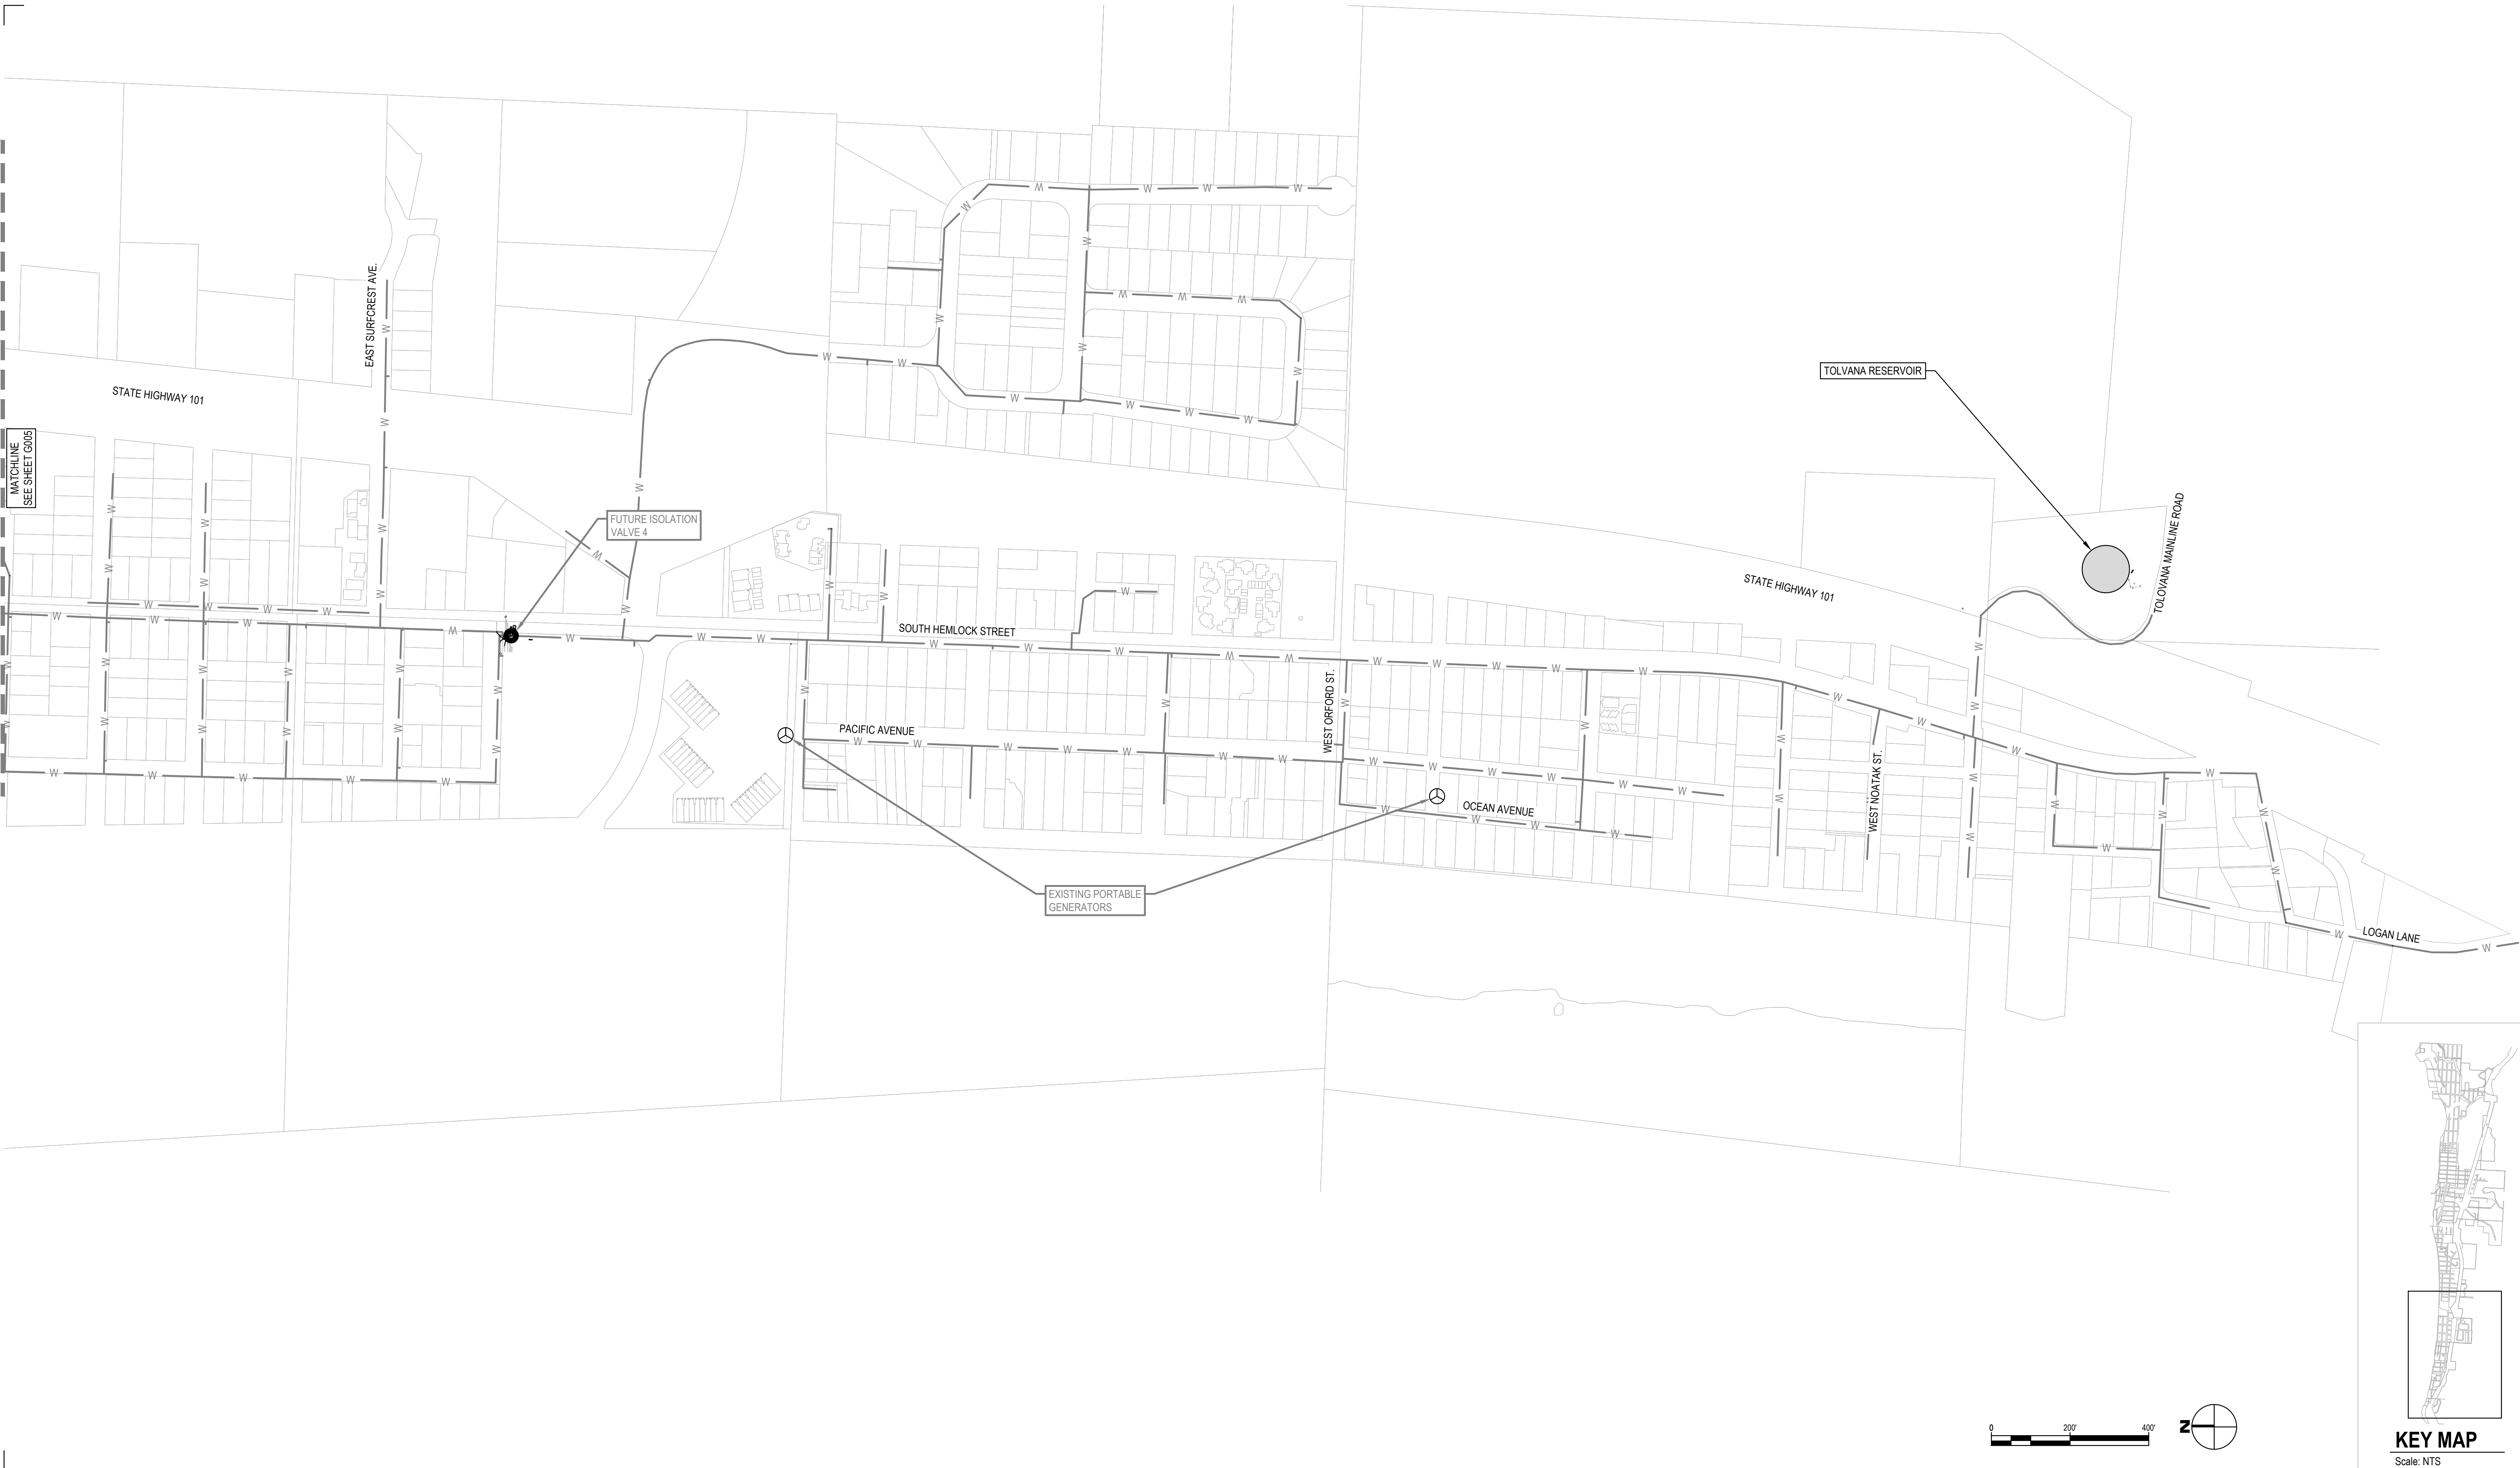 EAST SURFCREST AVE.
STATE HIGHWAY 101
MATCHLINE
SEE SHEET G005
FUTURE ISOLATION
VALVE 4
TOLVANA RESERVOIR
TOLOVANA MAINLINE ROAD
STATE HIGHWAY 101
SOUTH HEMLOCK STREET
WEST ORFORD ST.
PACIFIC AVENUE
OCEAN AVENUE
WEST NOATAK ST.
EXISTING PORTABLE
GENERATORS
LOGAN LANE
0 200' 400'
N
KEY MAP
Scale: NTS